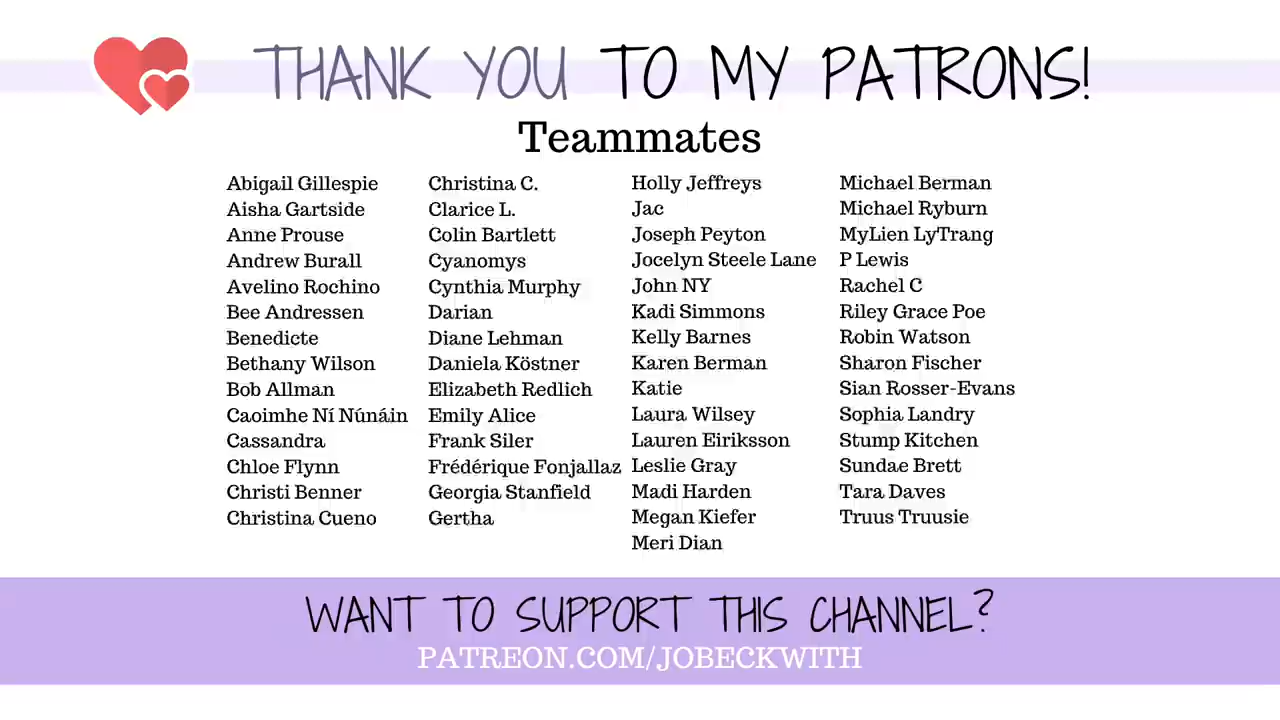 THANK YOU TO MY PATRONS!
Teammates
Abigail Gillespie
Aisha Gartside
Anne Prouse
Andrew Burall
Avelino Rochino
Bee Andressen
Benedicte
Bethany Wilson
Bob Allman
Caoimhe Ní Núnáin
Cassandra
Chloe Flynn
Christi Benner
Christina Cueno
Christina C.
Clarice L.
Colin Bartlett
Cyanomys
Cynthia Murphy
Darian
Diane Lehman
Daniela Köstner
Elizabeth Redlich
Emily Alice
Frank Siler
Frédérique Fonjallaz
Georgia Stanfield
Gertha
Holly Jeffreys
Jac
Joseph Peyton
Jocelyn Steele Lane
John NY
Kadi Simmons
Kelly Barnes
Karen Berman
Katie
Laura Wilsey
Lauren Eiriksson
Leslie Gray
Madi Harden
Megan Kiefer
Meri Dian
Michael Berman
Michael Ryburn
MyLien LyTrang
P Lewis
Rachel C
Riley Grace Poe
Robin Watson
Sharon Fischer
Sian Rosser-Evans
Sophia Landry
Stump Kitchen
Sundae Brett
Tara Daves
Truus Truusie
WANT TO SUPPORT THIS CHANNEL?
PATREON.COM/JOBECKWITH